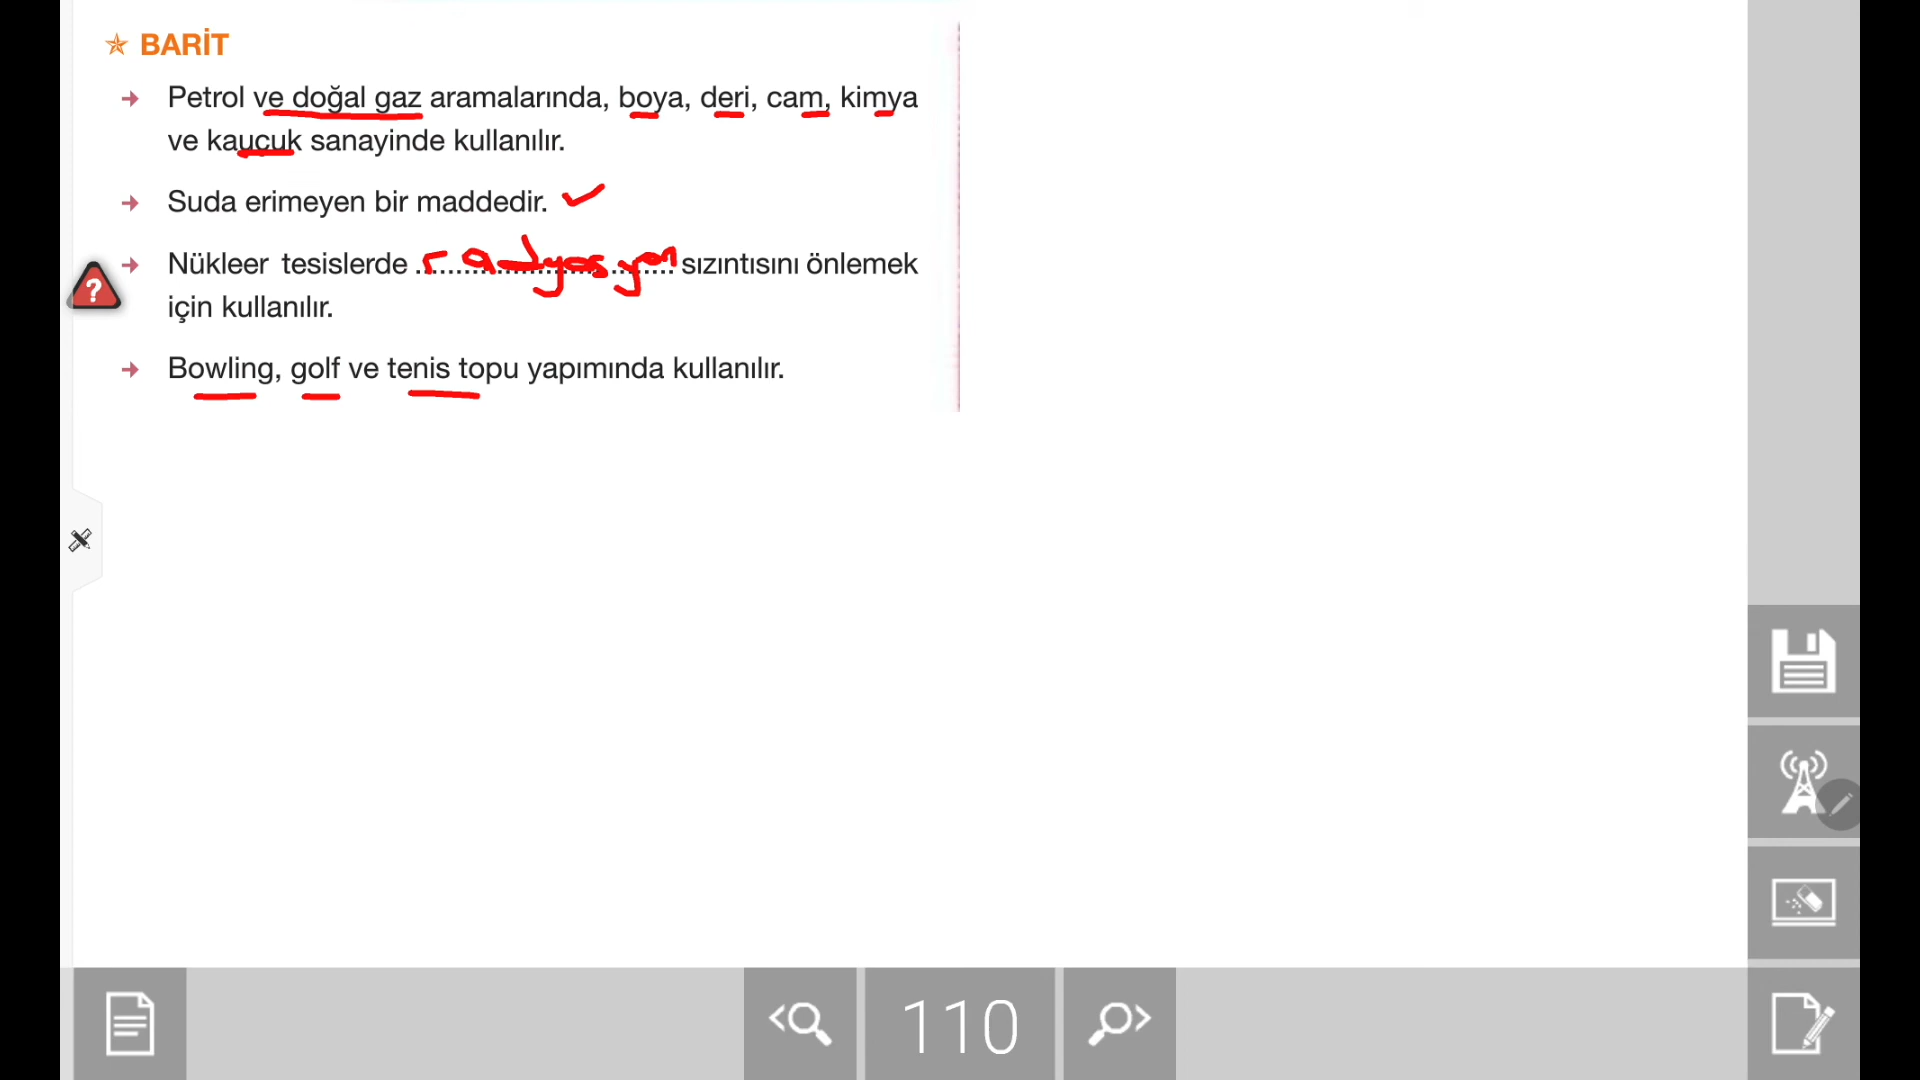 BARİT
Petrol ve doğal gaz aramalarında, boya, deri, cam, kimya
ve kauçuk sanayinde kullanılır.
Suda erimeyen bir maddedir.
Nükleer tesislerde radyasyon sızıntısını önlemek
için kullanılır.
Bowling, golf ve tenis topu yapımında kullanılır.
110